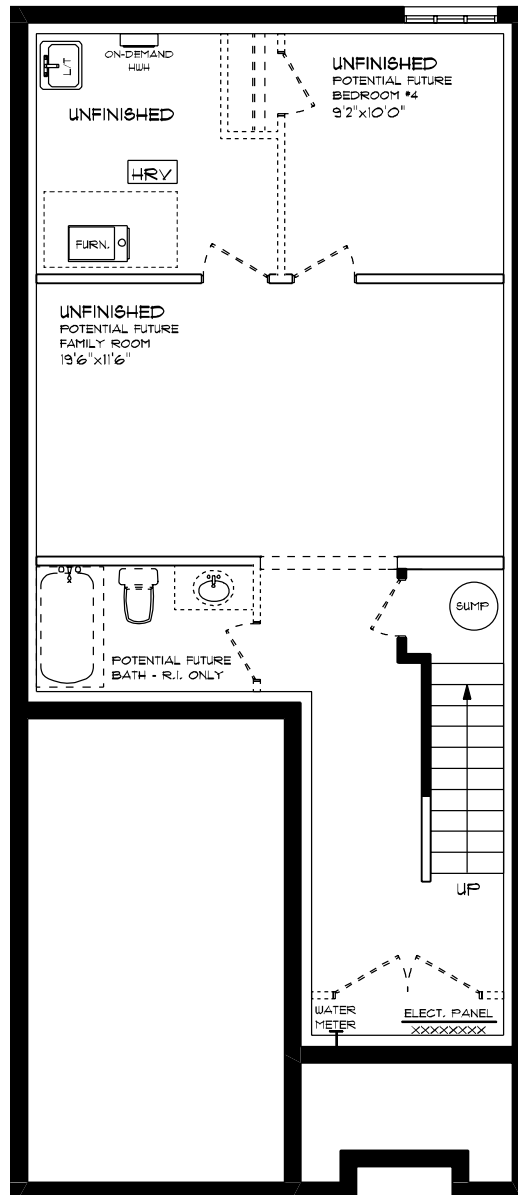 L/T
ON-DEMAND
HWH
UNFINISHED
UNFINISHED
POTENTIAL FUTURE
BEDROOM #4
9'2"x10'0"
HRV
FURN.
UNFINISHED
POTENTIAL FUTURE
FAMILY ROOM
19'6"x11'6"
SUMP
POTENTIAL FUTURE
BATH - R.I. ONLY
UP
WATER
METER
ELECT. PANEL
XXXXXXXX